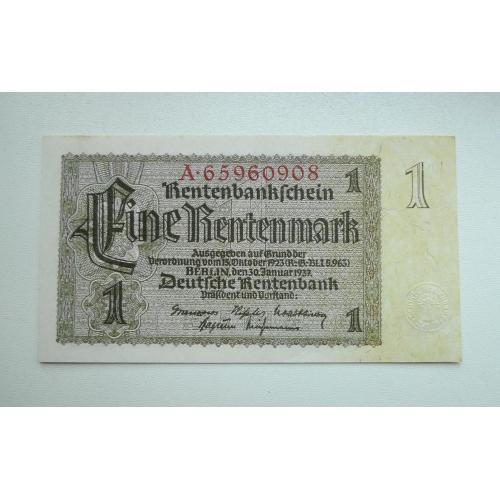 A·65960908
Rentenbankschein
1
1
Eine Rentenmark
Ausgegeben auf Grund der
Verordnung vom 15. Oktober 1923 (R.-G.-Bl. I S. 963)
BERLIN, den 30. Januar 1937.
Deutsche Rentenbank
Präsident und Vorstand:
1
1